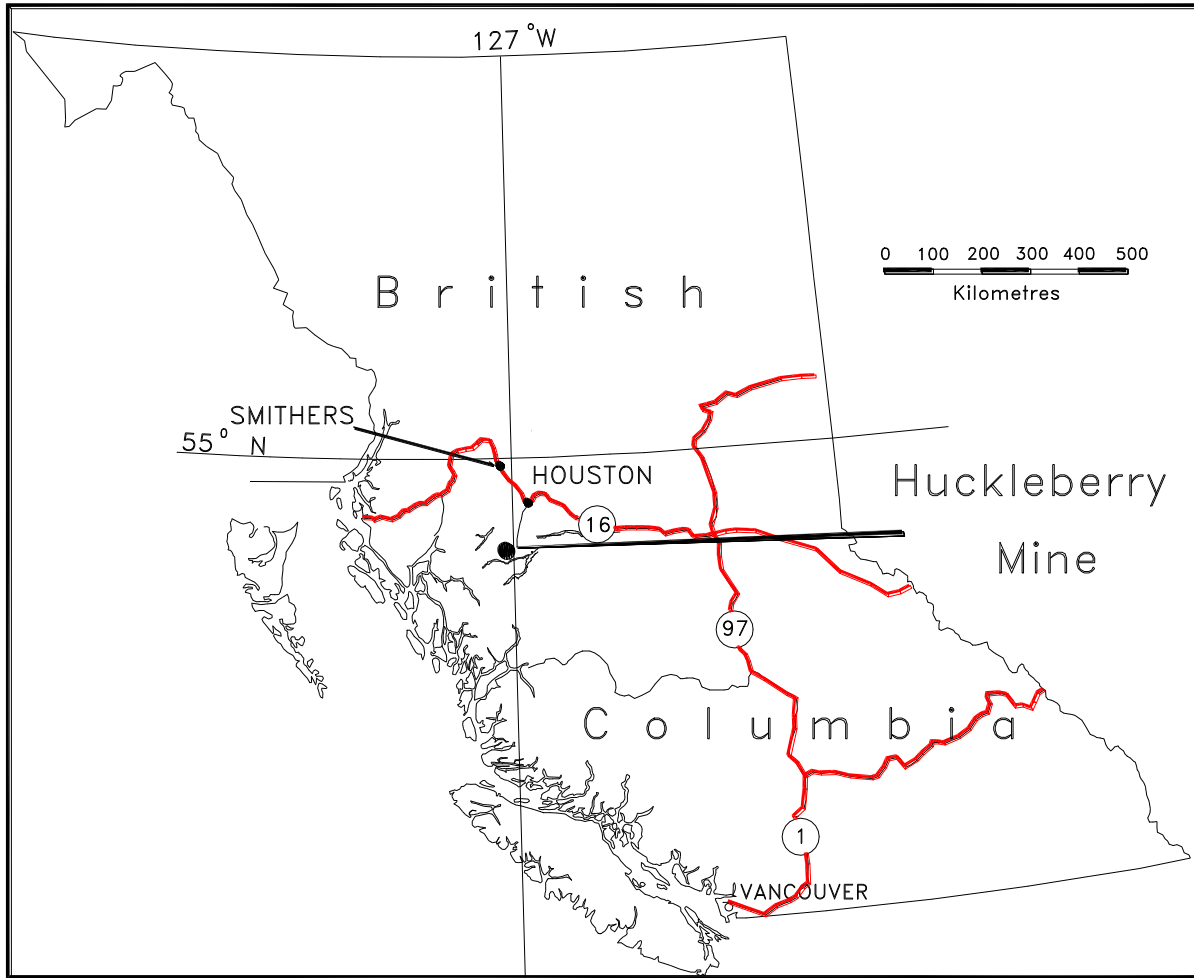 127°W
0 100 200 300 400 500
Kilometres
British
SMITHERS
55° N
HOUSTON
Huckleberry
Mine
16
97
Columbia
1
VANCOUVER